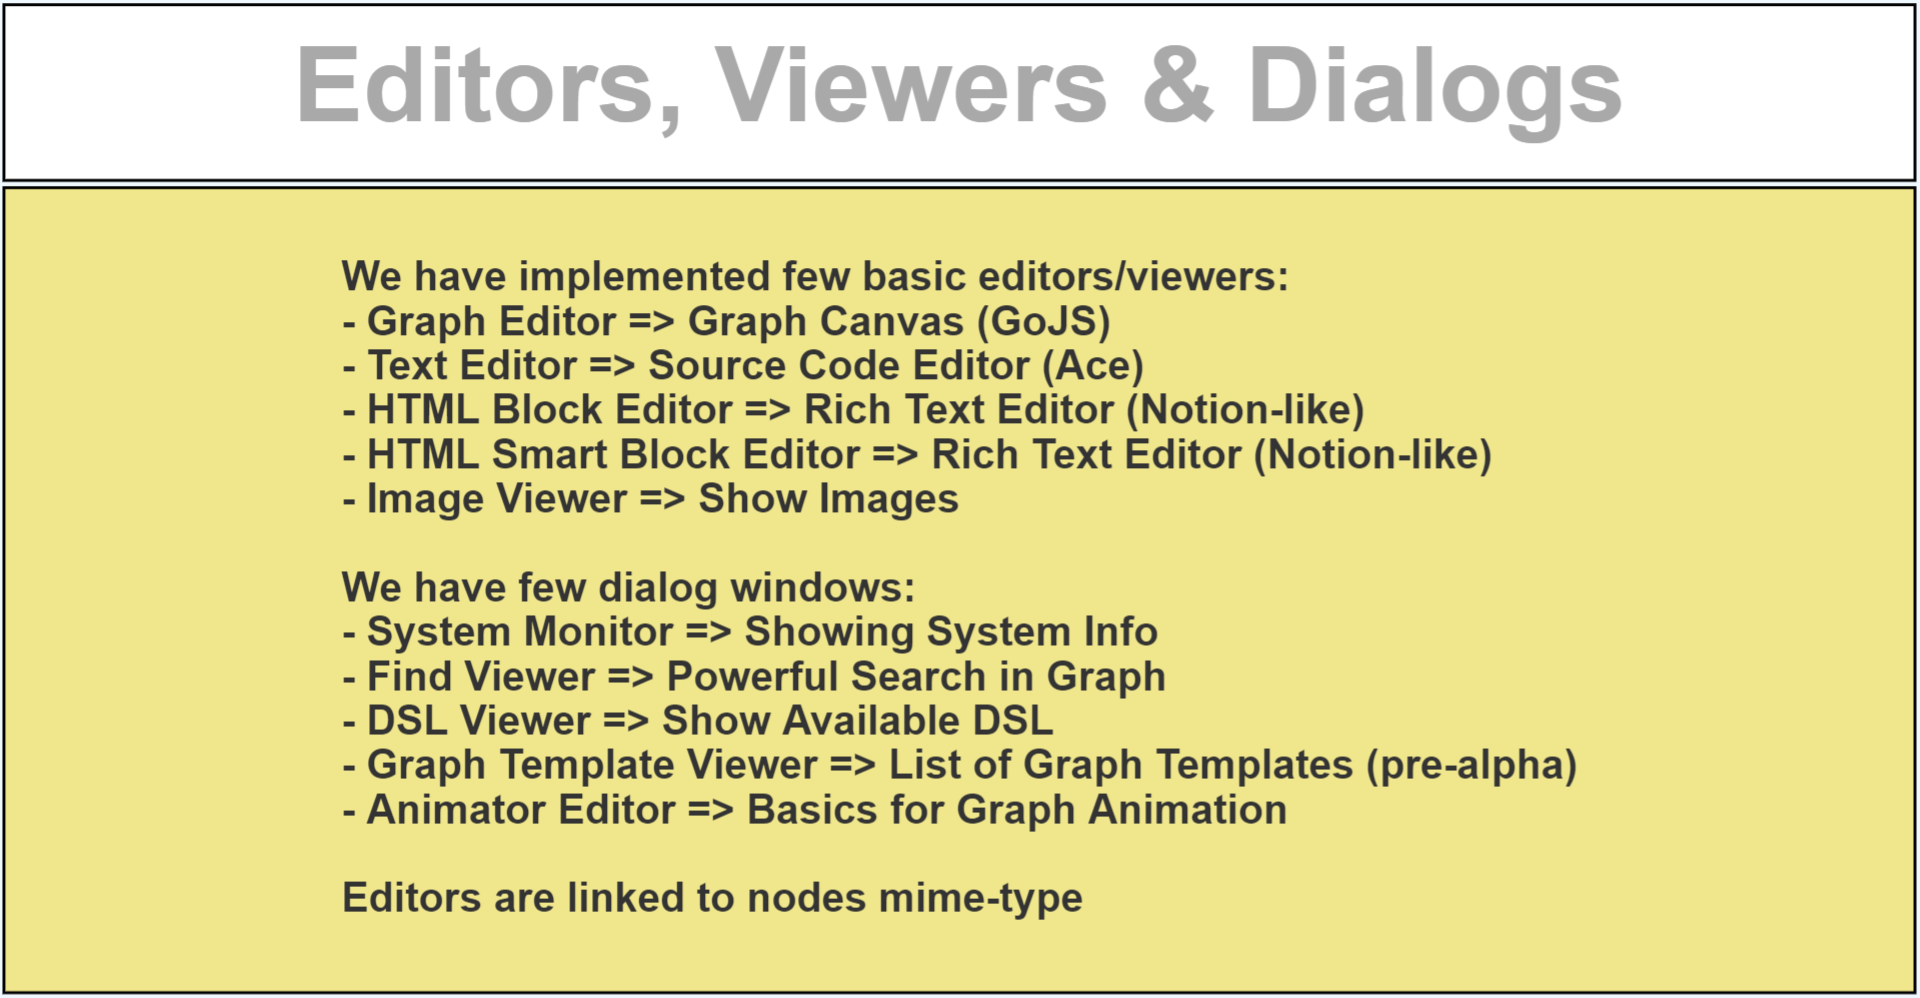 Editors, Viewers & Dialogs
We have implemented few basic editors/viewers:
- Graph Editor => Graph Canvas (GoJS)
- Text Editor => Source Code Editor (Ace)
- HTML Block Editor => Rich Text Editor (Notion-like)
- HTML Smart Block Editor => Rich Text Editor (Notion-like)
- Image Viewer => Show Images
We have few dialog windows:
- System Monitor => Showing System Info
- Find Viewer => Powerful Search in Graph
- DSL Viewer => Show Available DSL
- Graph Template Viewer => List of Graph Templates (pre-alpha)
- Animator Editor => Basics for Graph Animation
Editors are linked to nodes mime-type